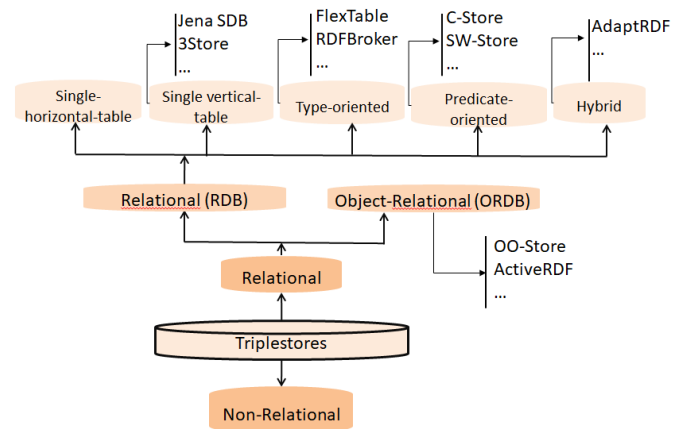 Jena SDB
3Store
...
FlexTable
RDFBroker
...
C-Store
SW-Store
...
AdaptRDF
...
Single-
horizontal-table
Single vertical-
table
Type-oriented
Predicate-
oriented
Hybrid
Relational (RDB)
Object-Relational (ORDB)
OO-Store
ActiveRDF
...
Relational
Triplestores
Non-Relational